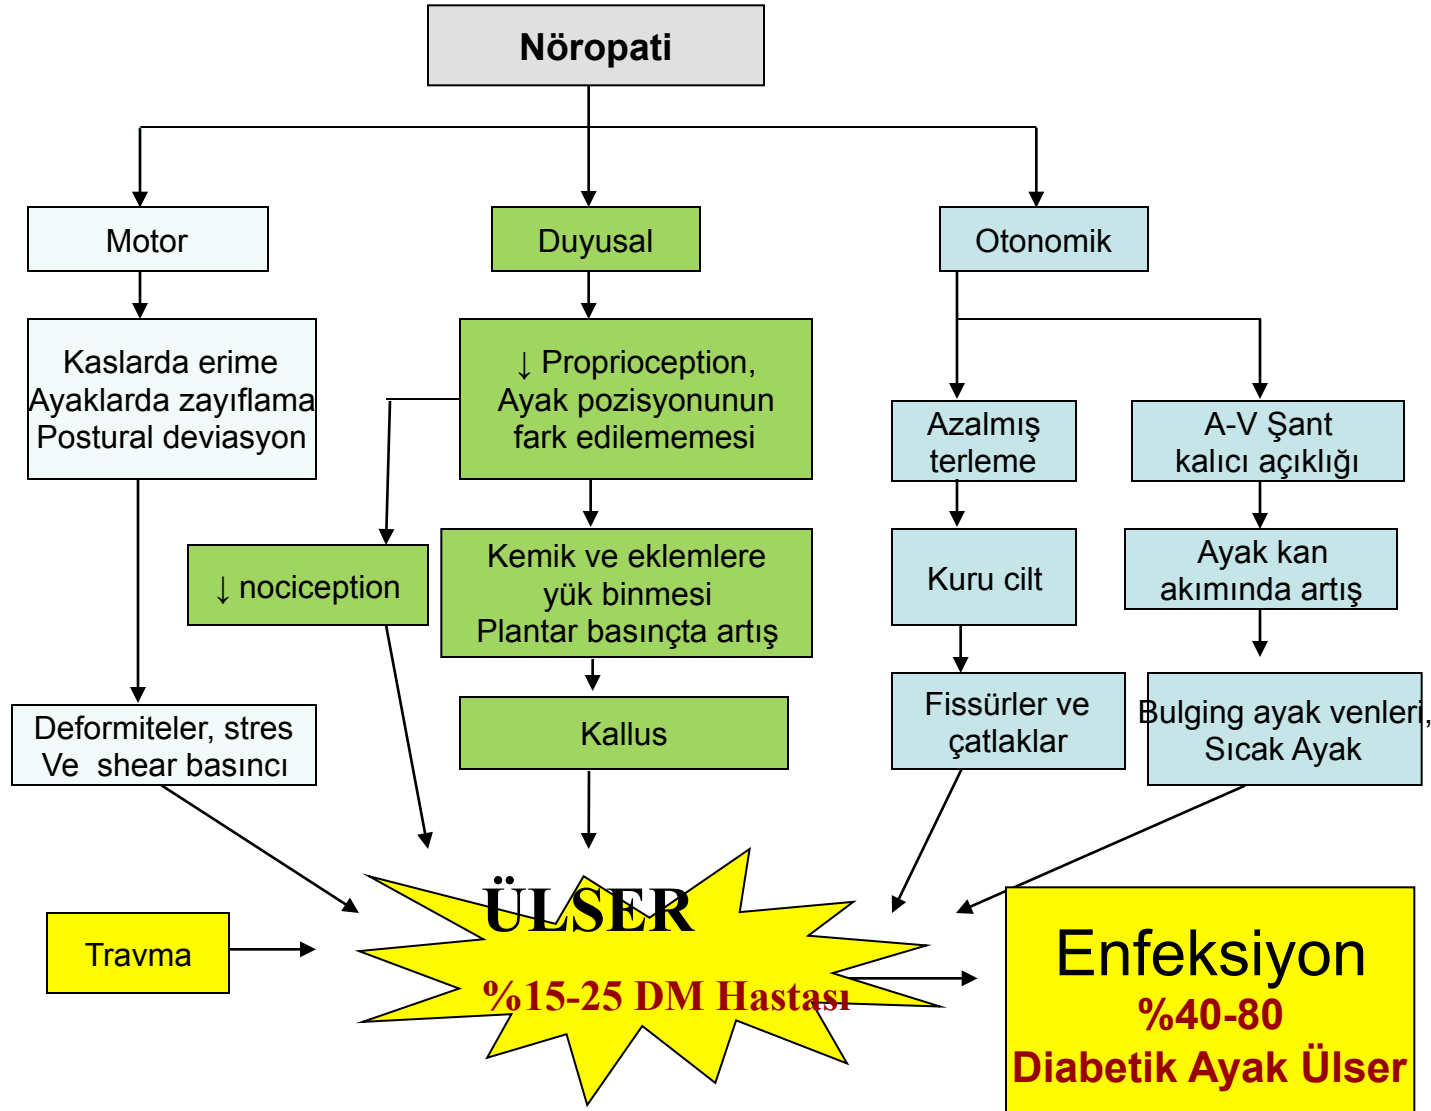 Nöropati
Motor
Duyusal
Otonomik
Kaslarda erime
Ayaklarda zayıflama
Postural deviasyon
↓ Proprioception,
Ayak pozisyonunun
fark edilememesi
Azalmış
terleme
A-V Şant
kalıcı açıklığı
↓ nociception
Kemik ve eklemlere
yük binmesi
Plantar basınçta artış
Kuru cilt
Ayak kan
akımında artış
Deformiteler, stres
Ve shear basıncı
Kallus
Fissürler ve
çatlaklar
Bulging ayak venleri,
Sıcak Ayak
Travma
ÜLSER
%15-25 DM Hastası
Enfeksiyon
%40-80
Diabetik Ayak Ülser